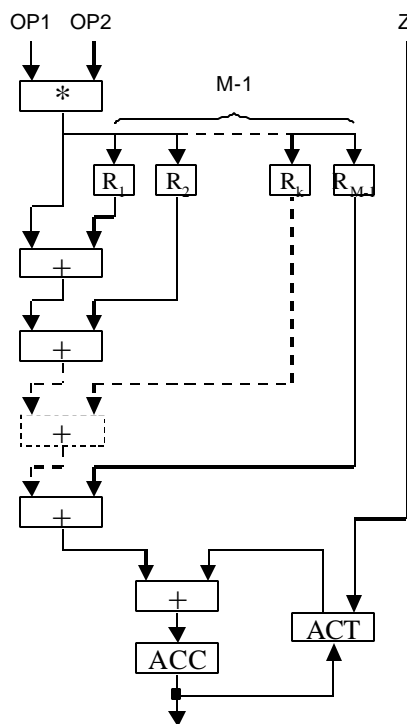 OP1 OP2 Z
*
M-1
R1 R2 Rk RM-1
+
+
+
+
+
ACT
ACC